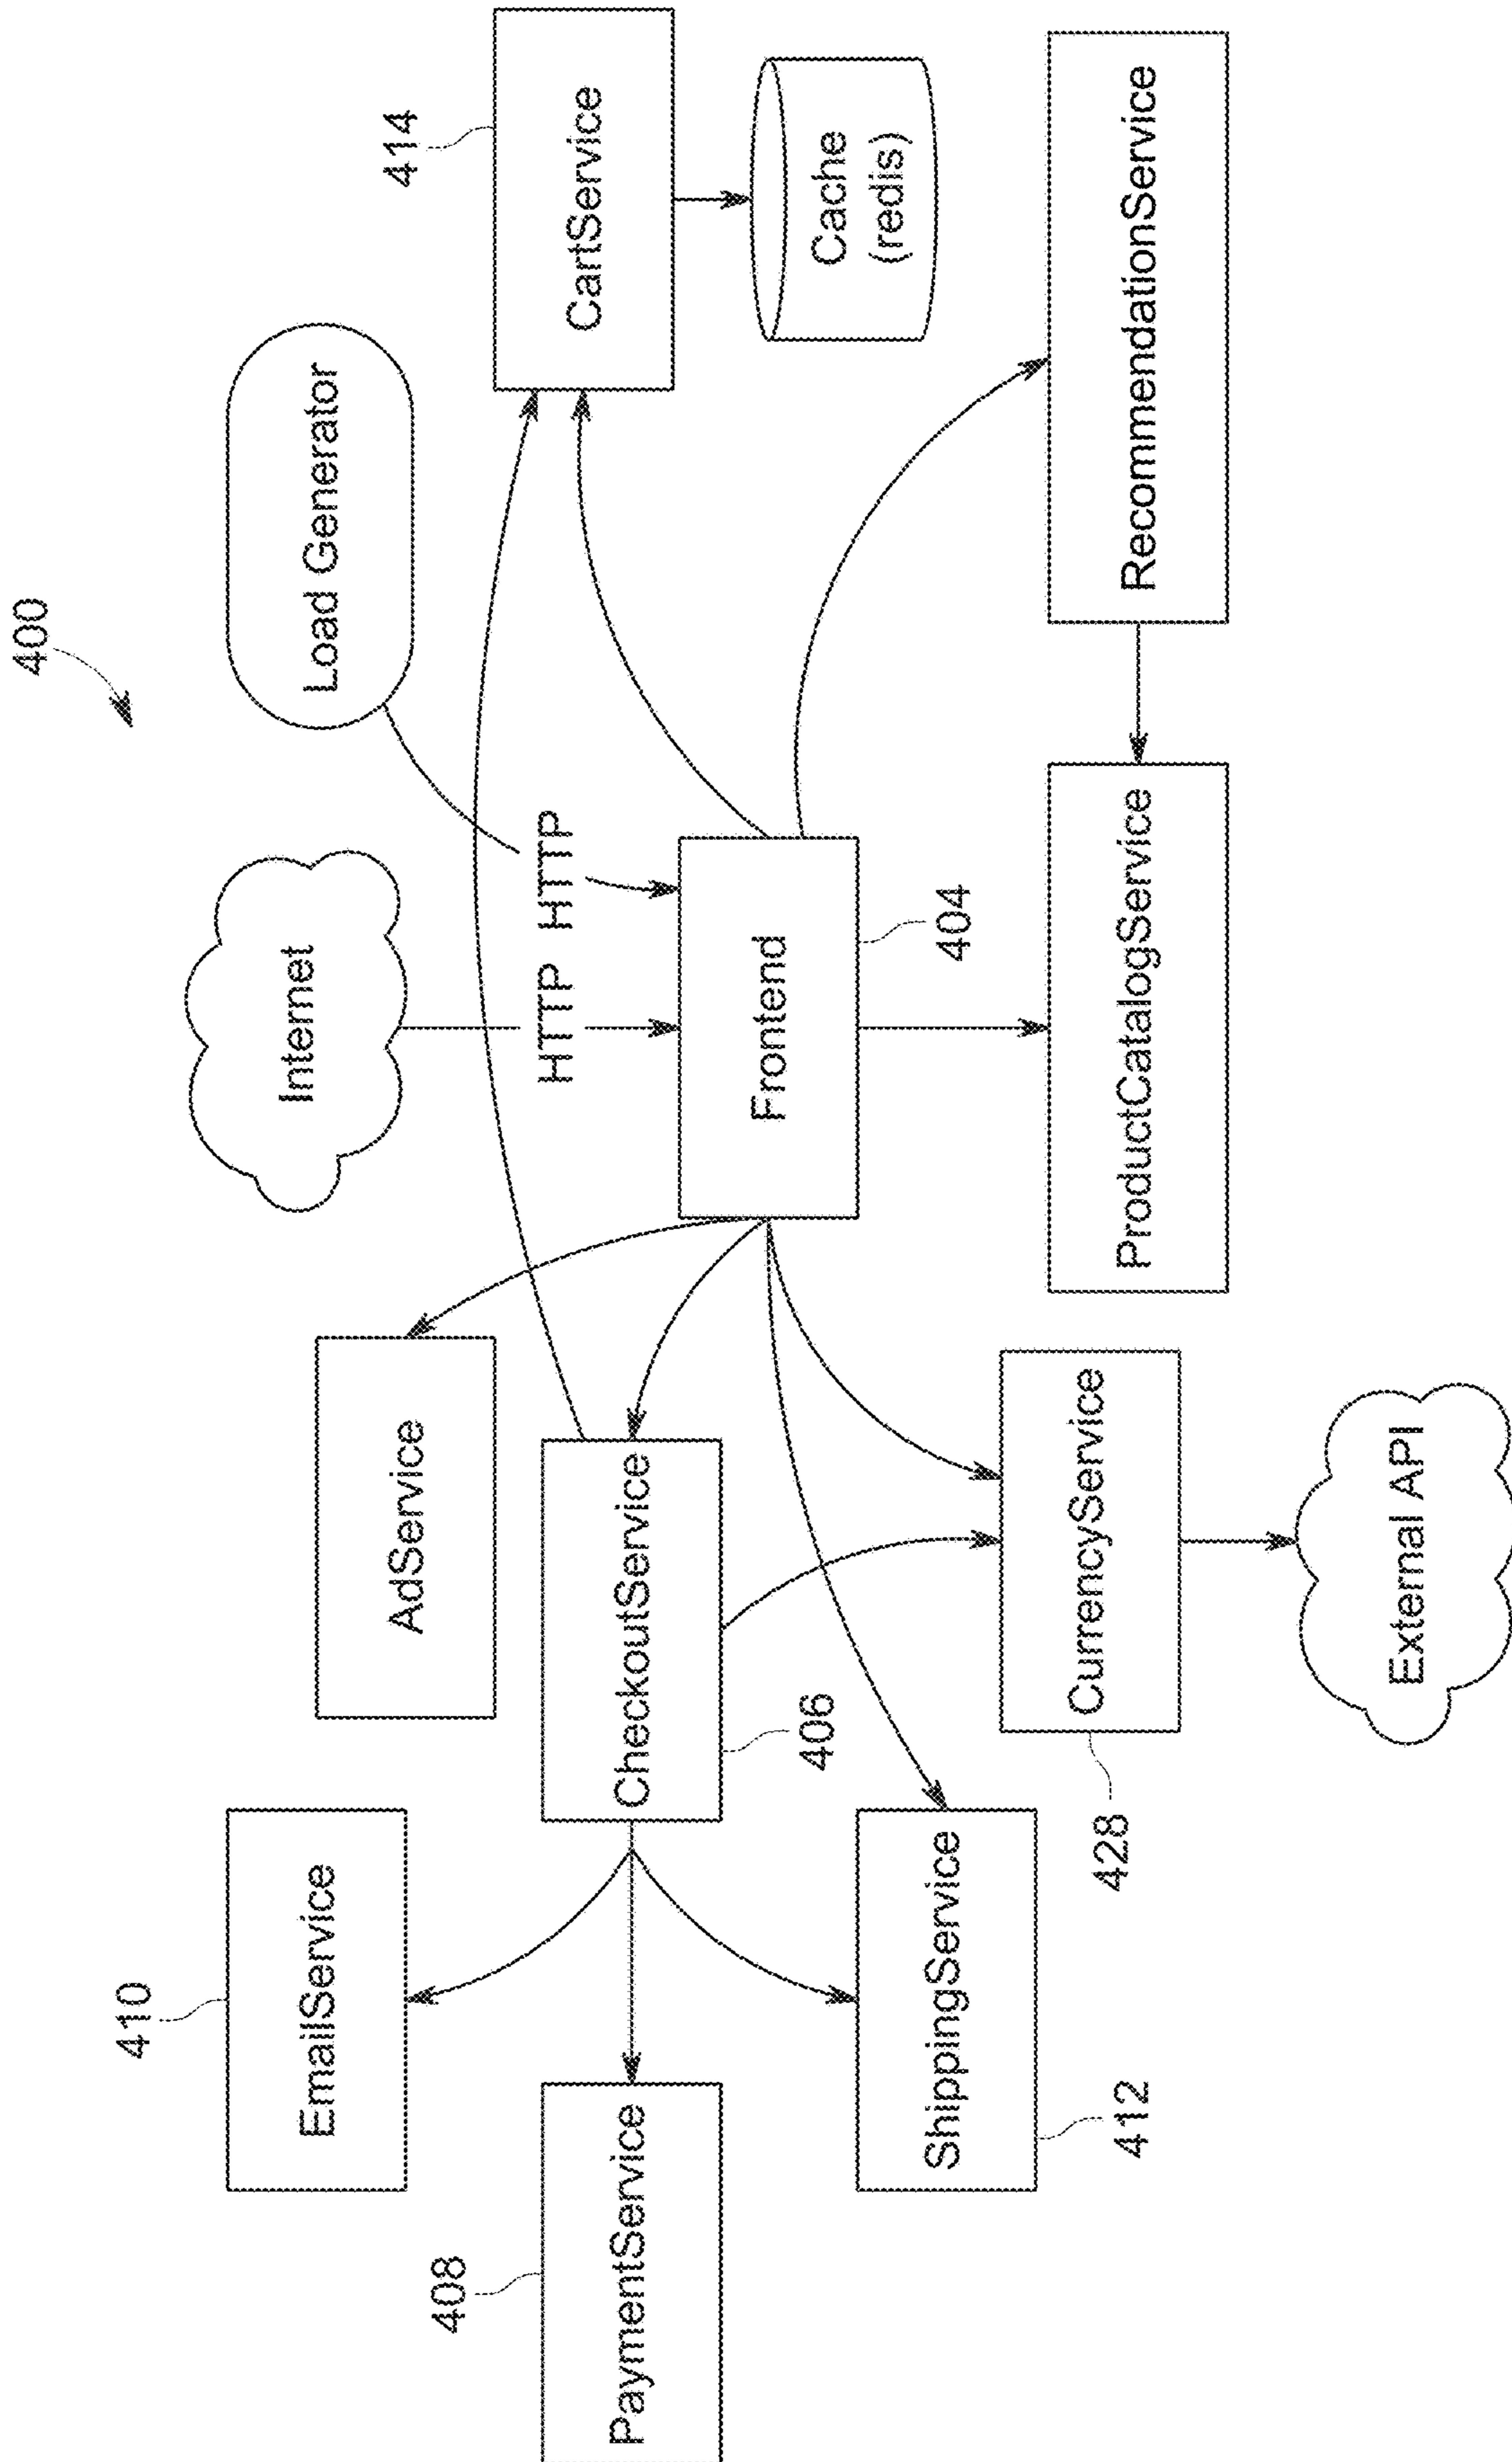 400
Internet
Load Generator
410
EmailService
AdService
HTTP
HTTP
414
CartService
408
PaymentService
CheckoutService
406
Frontend
404
Cache
(redis)
ShippingService
412
CurrencyService
428
ProductCatalogService
RecommendationService
External API